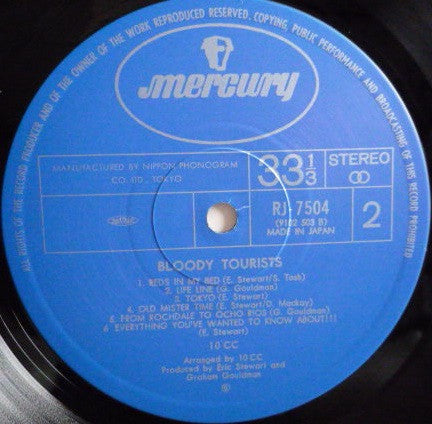 ALL RIGHTS OF THE RECORD PRODUCER AND OF THE OWNER OF THE WORK REPRODUCED RESERVED. COPYING, PUBLIC PERFORMANCE AND BROADCASTING OF THIS RECORD PROHIBITED
mercury
MANUFACTURED BY NIPPON PHONOGRAM
CO. LTD., TOKYO
33 1/3
STEREO
RJ-7504
(9102 503 B)
MADE IN JAPAN
2
BLOODY TOURISTS
1. REDS IN MY BED (E. Stewart/S. Tosh)
2. LIFE LINE (G. Gouldman)
3. TOKYO (E. Stewart)
4. OLD MISTER TIME (E. Stewart/D. Mackay)
5. FROM ROCHDALE TO OCHO RIOS (G. Gouldman)
6 EVERYTHING YOU'VE WANTED TO KNOW ABOUT!!!
(E. Stewart)
10 CC
Arranged by 10 CC
Produced by Eric Stewart and
Graham Gouldman
Ⓟ